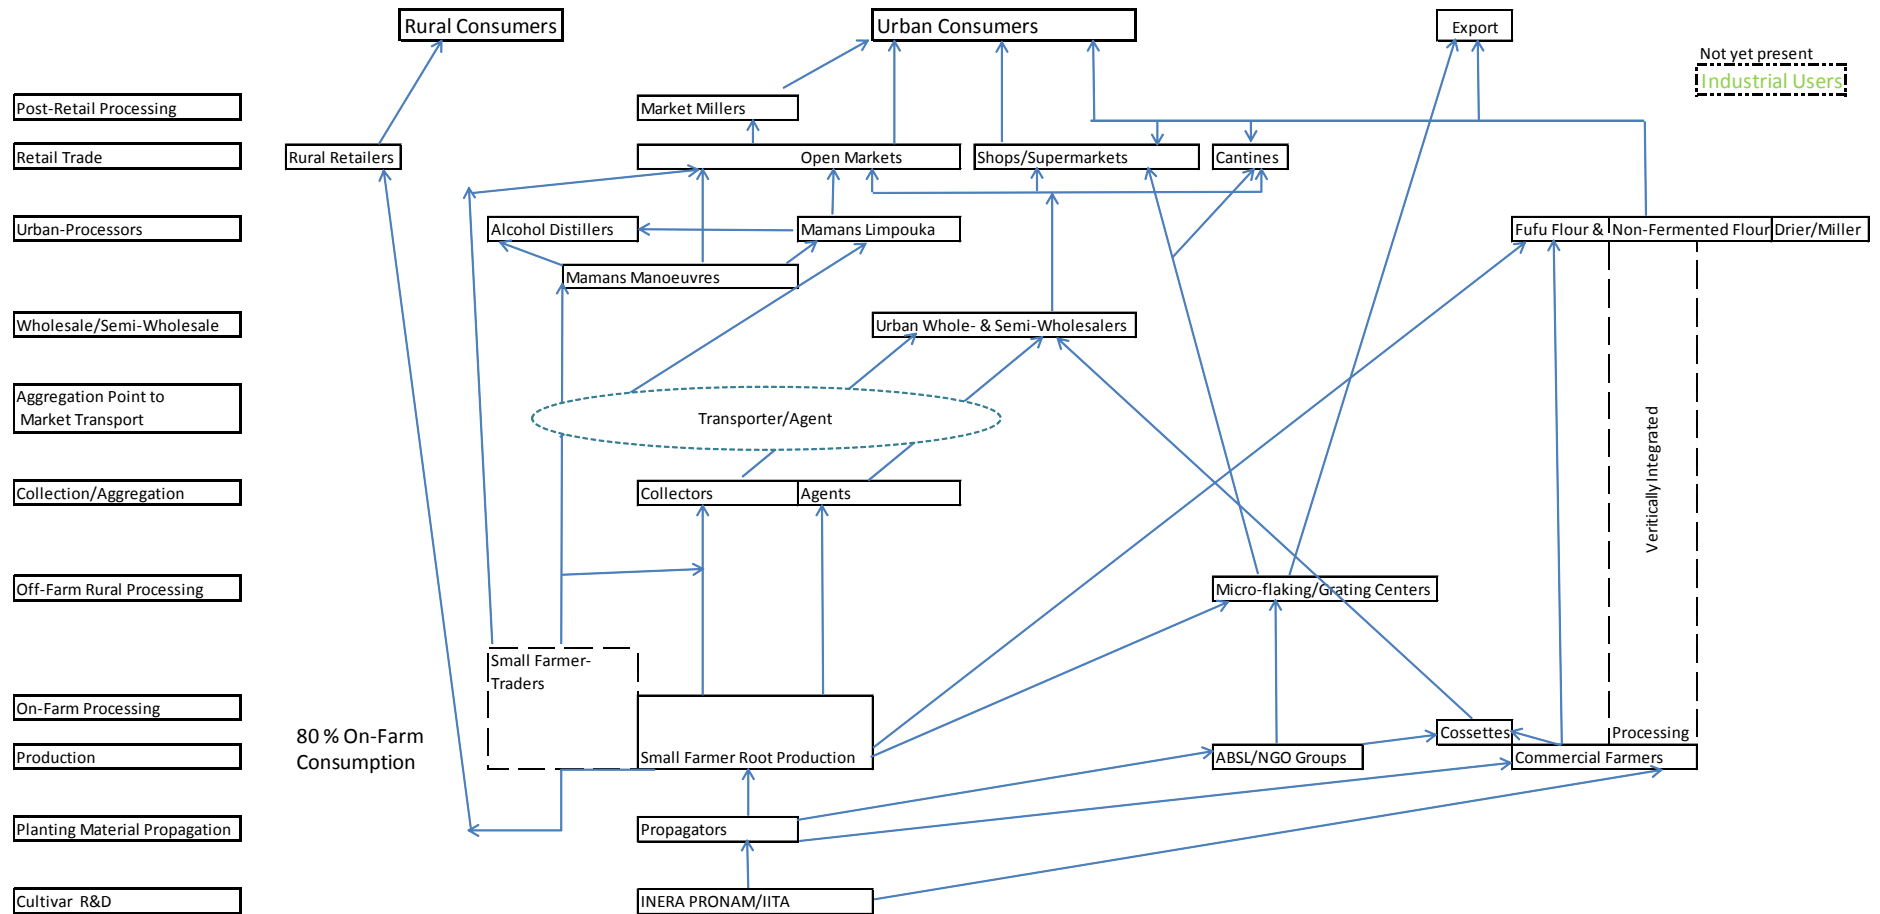 Rural Consumers
Urban Consumers
Export
Not yet present
Industrial Users
Post-Retail Processing
Market Millers
Retail Trade
Rural Retailers
Open Markets
Shops/Supermarkets
Cantines
Urban-Processors
Alcohol Distillers
Mamans Limpouka
Fufu Flour & Non-Fermented Flour Drier/Miller
Mamans Manoeuvres
Wholesale/Semi-Wholesale
Urban Whole- & Semi-Wholesalers
Aggregation Point to
Market Transport
Transporter/Agent
Veritically Integrated
Collection/Aggregation
Collectors
Agents
Off-Farm Rural Processing
Micro-flaking/Grating Centers
Small Farmer-
Traders
On-Farm Processing
80 % On-Farm
Consumption
Cossettes
Processing
Production
Small Farmer Root Production
ABSL/NGO Groups
Commercial Farmers
Planting Material Propagation
Propagators
Cultivar R&D
INERA PRONAM/IITA